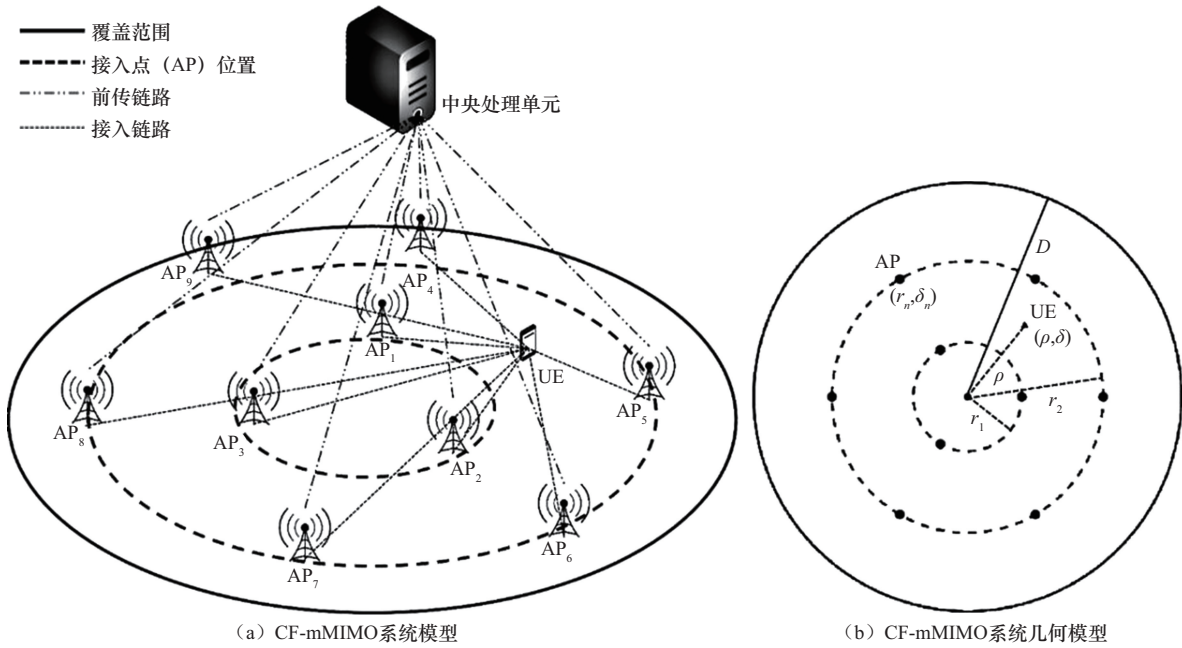 覆盖范围
接入点（AP）位置
前传链路
接入链路
中央处理单元
AP₉
AP₄
AP₁
UE
AP₈
AP₃
AP₅
AP₂
AP₇
AP₆
（a）CF-mMIMO系统模型
D
AP
(rₙ,δₙ)
UE
(ρ,δ)
ρ
r₂
r₁
（b）CF-mMIMO系统几何模型